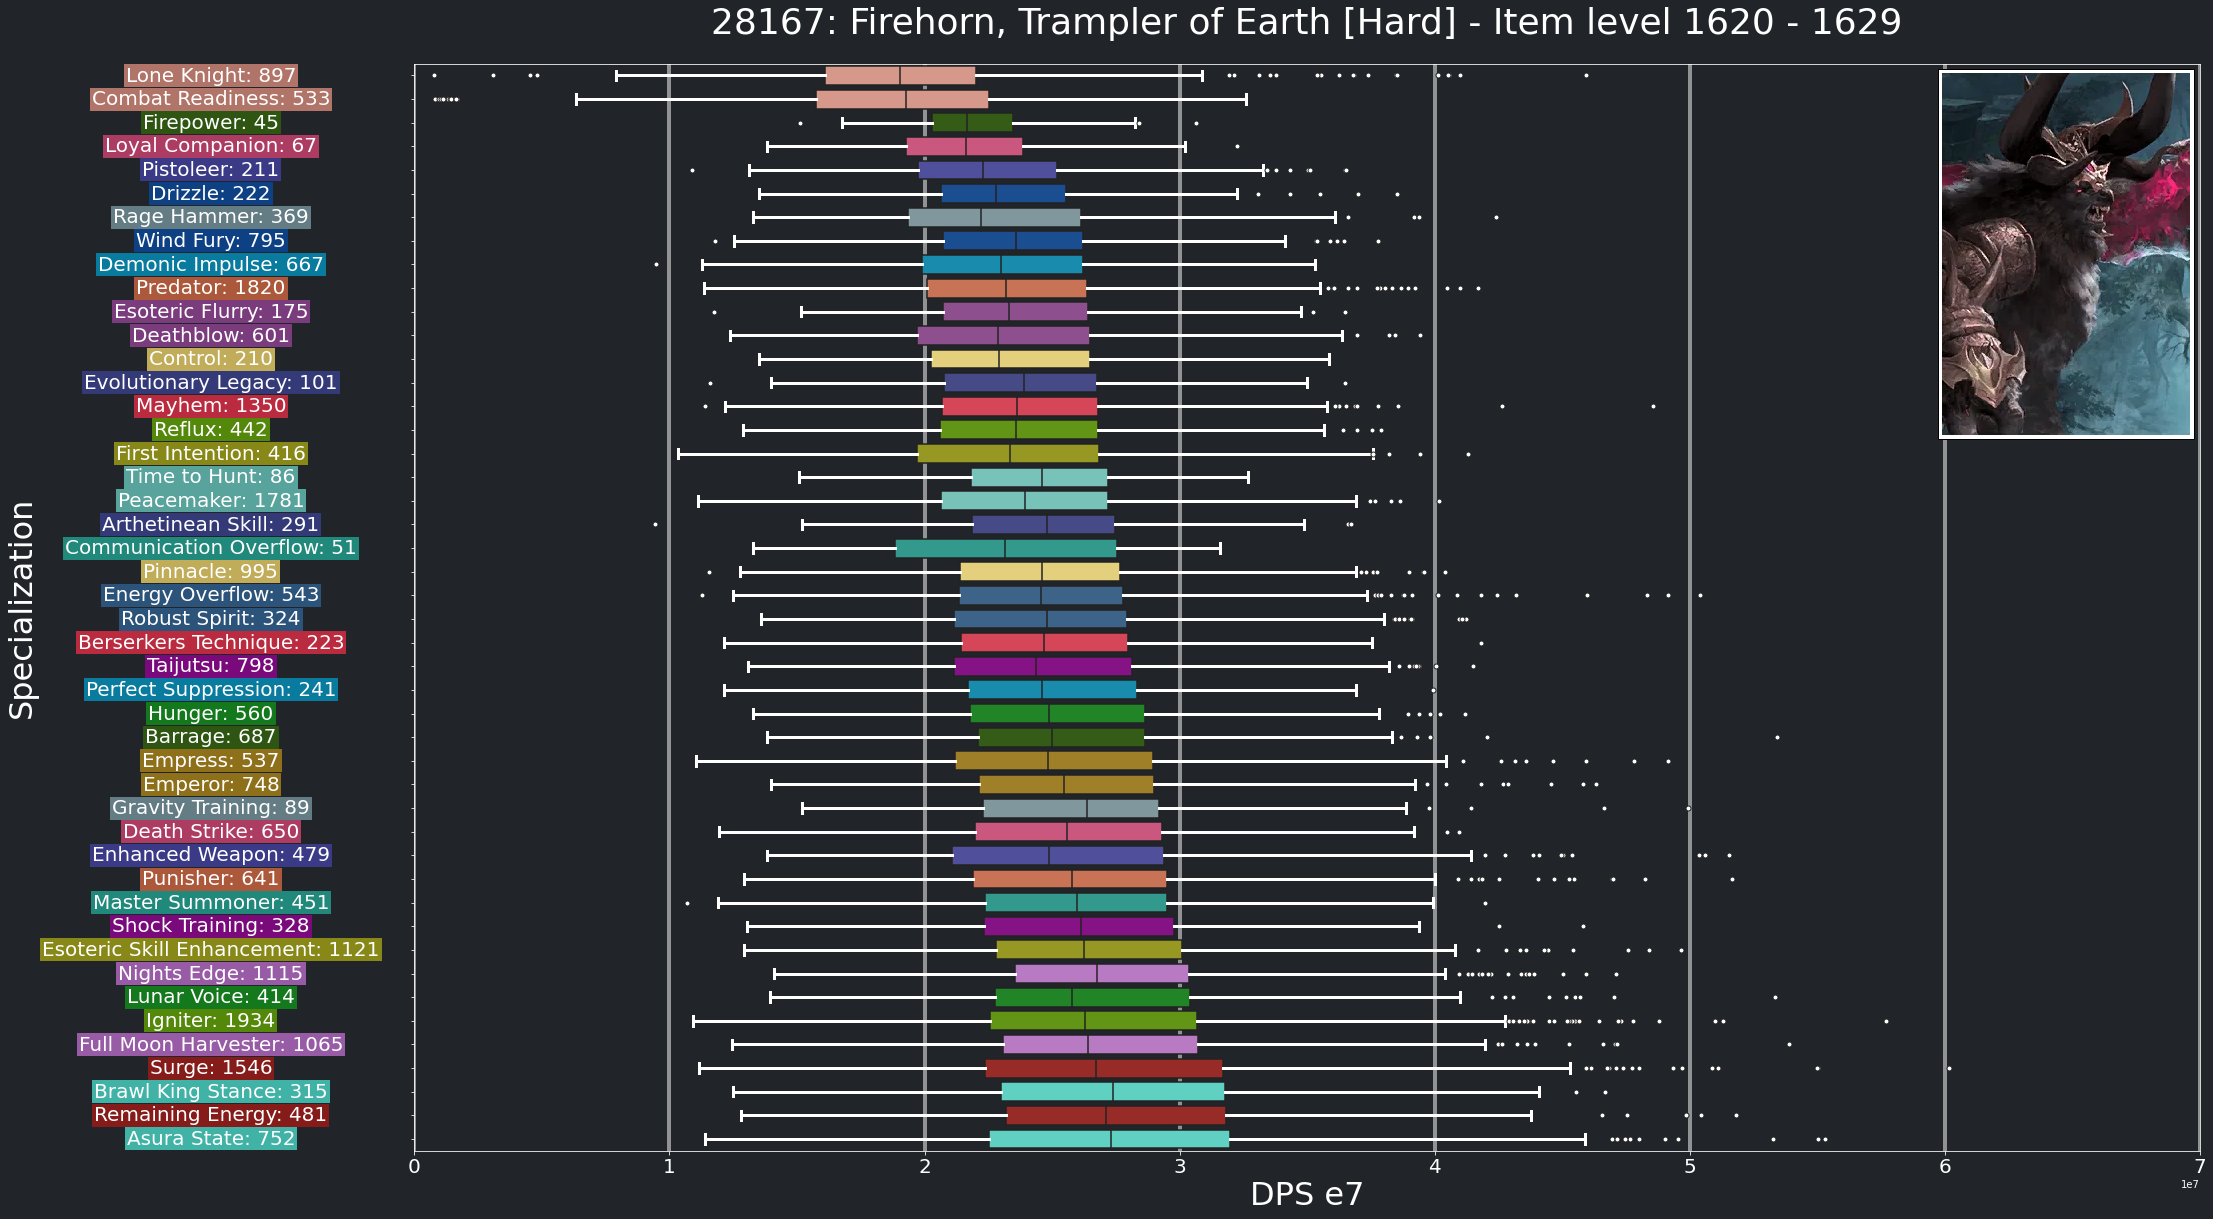 28167: Firehorn, Trampler of Earth [Hard] - Item level 1620 - 1629
Specialization
Lone Knight: 897
Combat Readiness: 533
Firepower: 45
Loyal Companion: 67
Pistoleer: 211
Drizzle: 222
Rage Hammer: 369
Wind Fury: 795
Demonic Impulse: 667
Predator: 1820
Esoteric Flurry: 175
Deathblow: 601
Control: 210
Evolutionary Legacy: 101
Mayhem: 1350
Reflux: 442
First Intention: 416
Time to Hunt: 86
Peacemaker: 1781
Arthetinean Skill: 291
Communication Overflow: 51
Pinnacle: 995
Energy Overflow: 543
Robust Spirit: 324
Berserkers Technique: 223
Taijutsu: 798
Perfect Suppression: 241
Hunger: 560
Barrage: 687
Empress: 537
Emperor: 748
Gravity Training: 89
Death Strike: 650
Enhanced Weapon: 479
Punisher: 641
Master Summoner: 451
Shock Training: 328
Esoteric Skill Enhancement: 1121
Nights Edge: 1115
Lunar Voice: 414
Igniter: 1934
Full Moon Harvester: 1065
Surge: 1546
Brawl King Stance: 315
Remaining Energy: 481
Asura State: 752
0 1 2 3 4 5 6 7
1e7
DPS e7